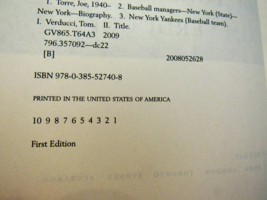 1. Torre, Joe, 1940– 2. Baseball managers—New York (State)—
New York—Biography. 3. New York Yankees (Baseball team).
I. Verducci, Tom. II. Title.
GV865.T64A3 2009
796.357092—dc22
[B]
2008052628
ISBN 978-0-385-52740-8
PRINTED IN THE UNITED STATES OF AMERICA
10 9 8 7 6 5 4 3 2 1
First Edition